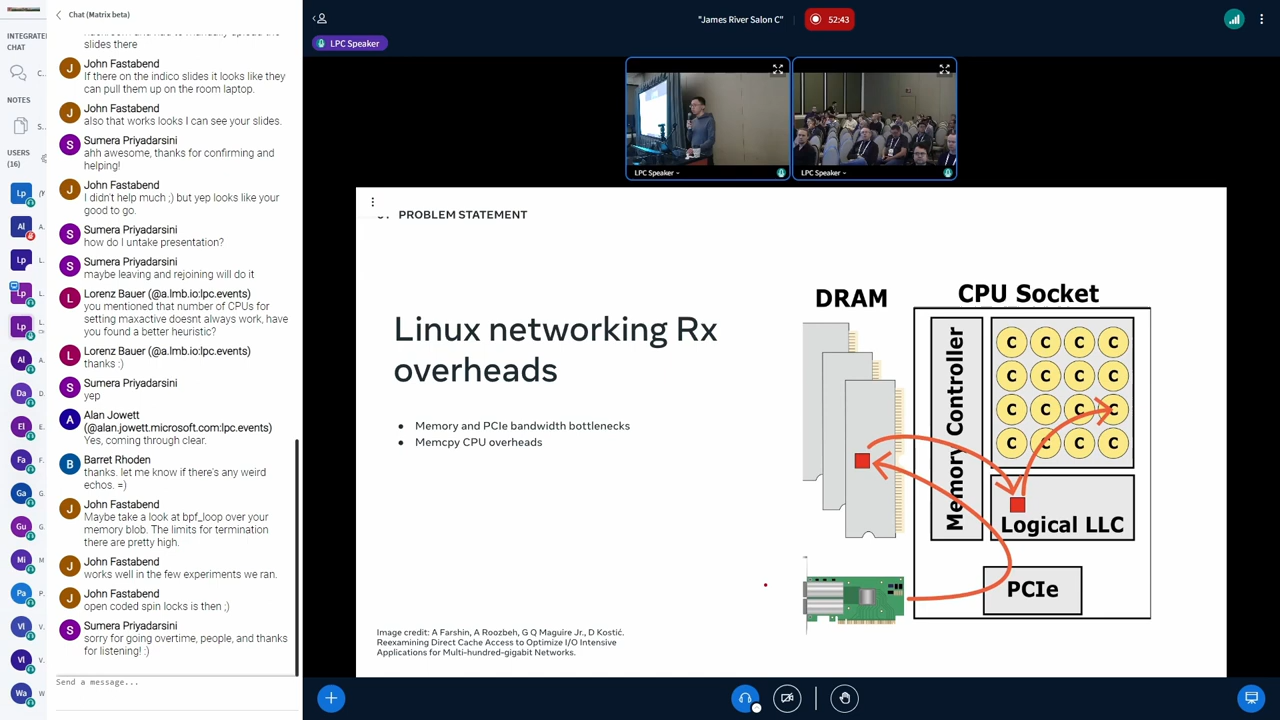 Chat (Matrix beta)
INTEGRATE
CHAT
C..
NOTES
S..
USERS
(16)
slides there
John Fastabend
If there on the indico slides it looks like they
can pull them up on the room laptop.
John Fastabend
also that works looks I can see your slides.
Sumera Priyadarsini
ahh awesome, thanks for confirming and
helping!
John Fastabend
I didn't help much ;) but yep looks like your
good to go.
Sumera Priyadarsini
how do I untake presentation?
Sumera Priyadarsini
maybe leaving and rejoining will do it
Lorenz Bauer (@a.lmb.io:lpc.events)
you mentioned that number of CPUs for
setting maxactive doesnt always work, have
you found a better heuristic?
Lorenz Bauer (@a.lmb.io:lpc.events)
thanks :)
Sumera Priyadarsini
yep
Alan Jowett
(@alan.jowett.microsoft.com:lpc.events)
Yes, coming through clear.
Barret Rhoden
thanks. let me know if there's any weird
echos. =)
John Fastabend
Maybe take a look at bpf_loop over your
memory blob. The limits for termination
there are pretty high.
John Fastabend
works well in the few experiments we ran.
John Fastabend
open coded spin locks is then ;)
Sumera Priyadarsini
sorry for going overtime, people, and thanks
for listening! :)
Send a message...
"James River Salon C"
52:43
LPC Speaker
LPC Speaker
LPC Speaker
PROBLEM STATEMENT
Linux networking Rx
overheads
● Memory and PCIe bandwidth bottlenecks
● Memcpy CPU overheads
DRAM
CPU Socket
Memory Controller
C C C C
C C C C
C C C C
C C C C
Logical LLC
PCIe
Image credit: A Farshin, A Roozbeh, G Q Maguire Jr., D Kostić.
Reexamining Direct Cache Access to Optimize I/O Intensive
Applications for Multi-hundred-gigabit Networks.